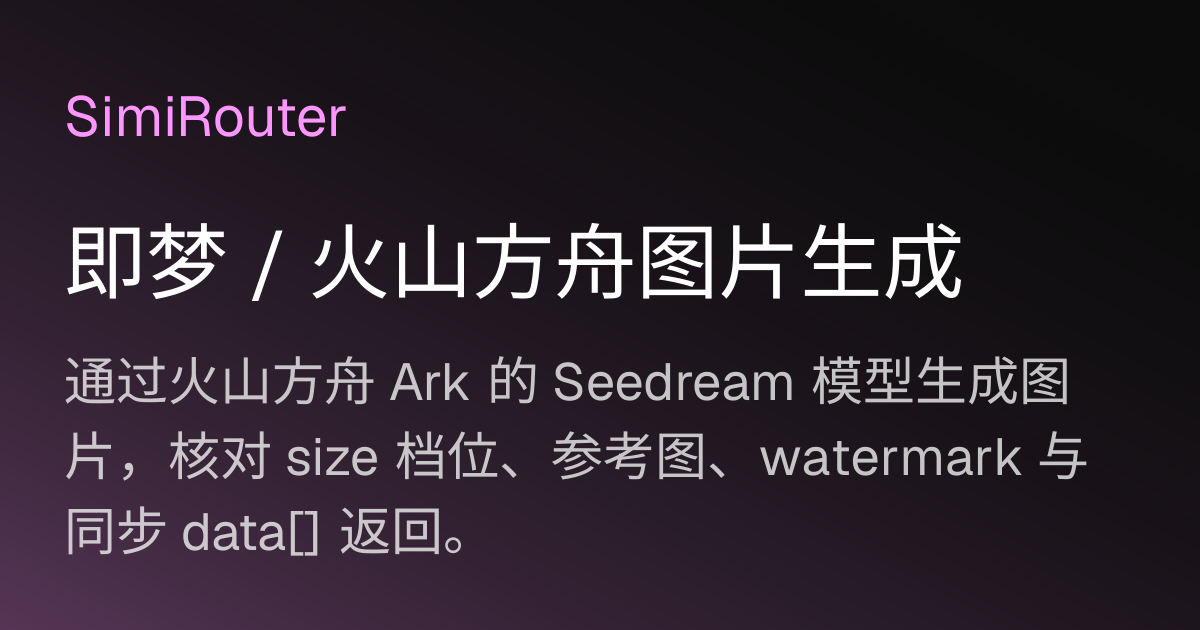 SimiRouter
即梦 / 火山方舟图片生成
通过火山方舟 Ark 的 Seedream 模型生成图
片，核对 size 档位、参考图、watermark 与
同步 data[] 返回。